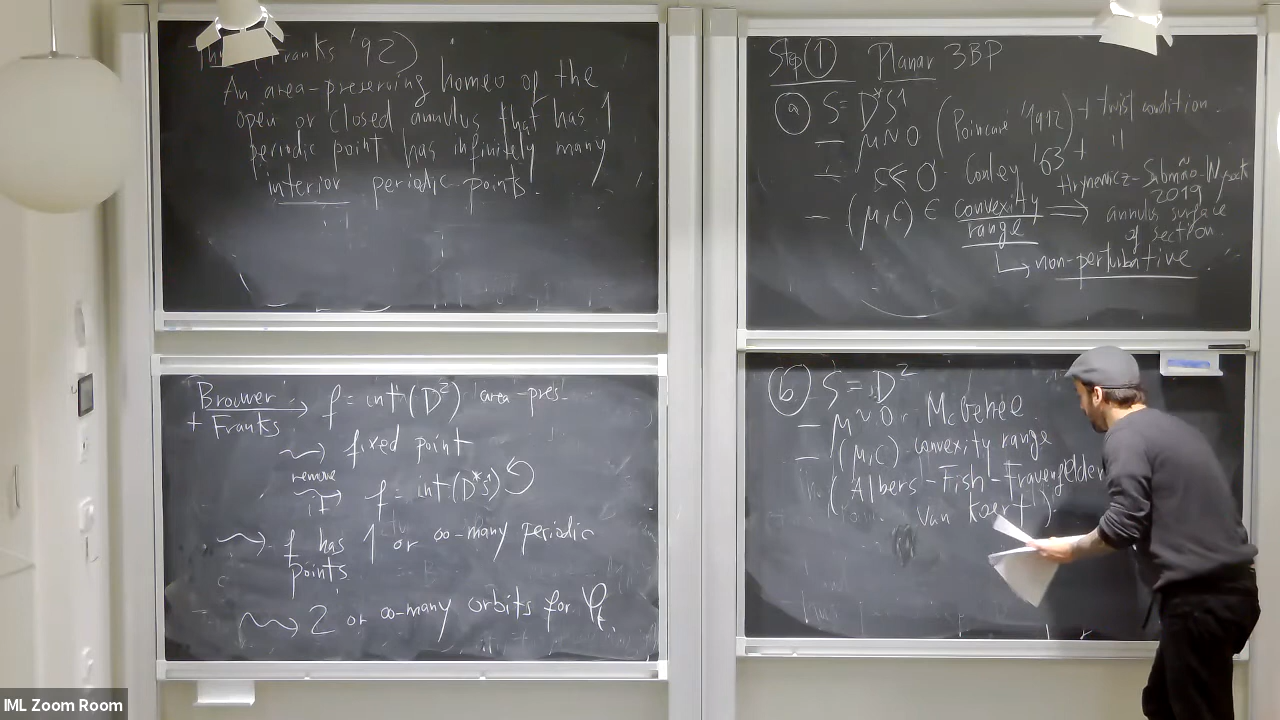 Thm (Franks '92)
An area-preserving homeo of the
open or closed annulus that has 1
periodic point has infinitely many
interior periodic points.
Brouwer
+ Franks
f = int(D²) area-pres.
fixed point
remove
it
f = int(D*S¹)
f has 1 or ∞-many periodic
points
2 or ∞-many orbits for φₜ.
Step ① Planar 3BP
ⓐ S = D*S¹
- μ~0 (Poincaré 1912) + twist condition.
- c≪0 Conley '63 + "
- (μ,c) ∈ convexity range ⟹ annulus surface of section.
Hryniewicz-Salomão-Wysocki
2019
↳ non-perturbative.
ⓑ S = D²
- μ~0. McGehee.
- (μ,c) convexity range
(Albers-Fish-Frauenfelder
van Koert).
IML Zoom Room